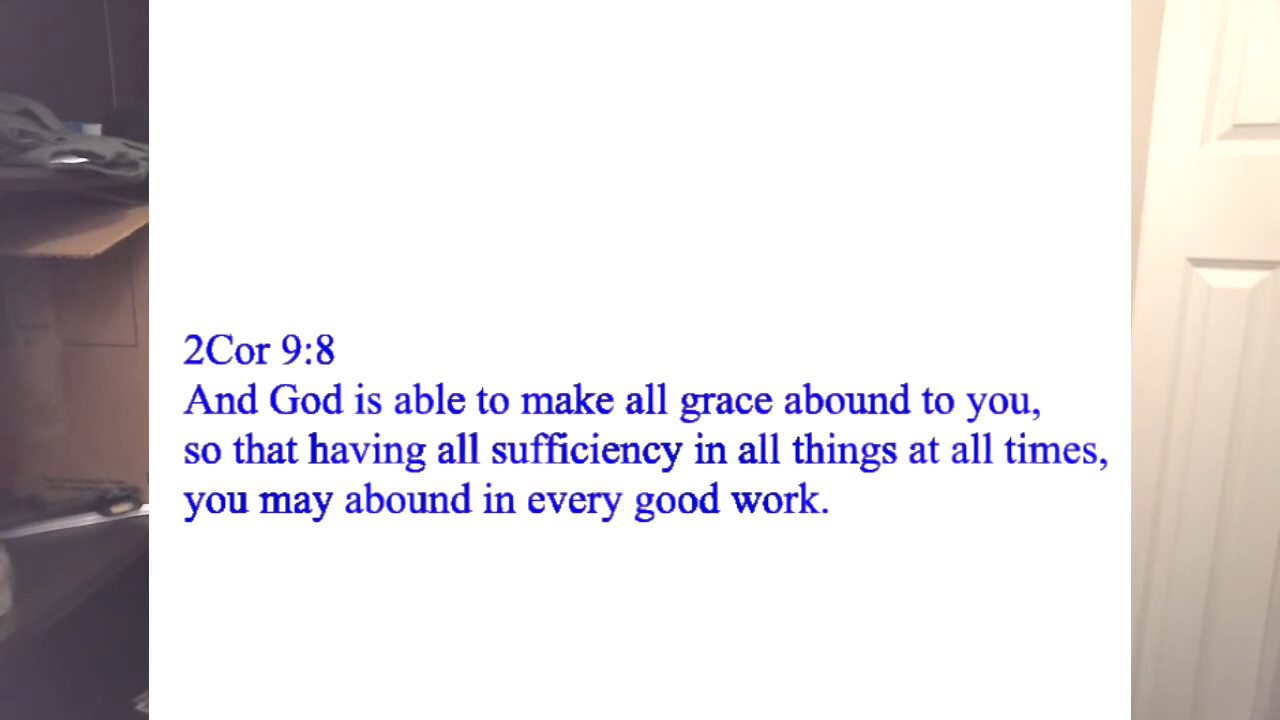 2Cor 9:8
And God is able to make all grace abound to you,
so that having all sufficiency in all things at all times,
you may abound in every good work.